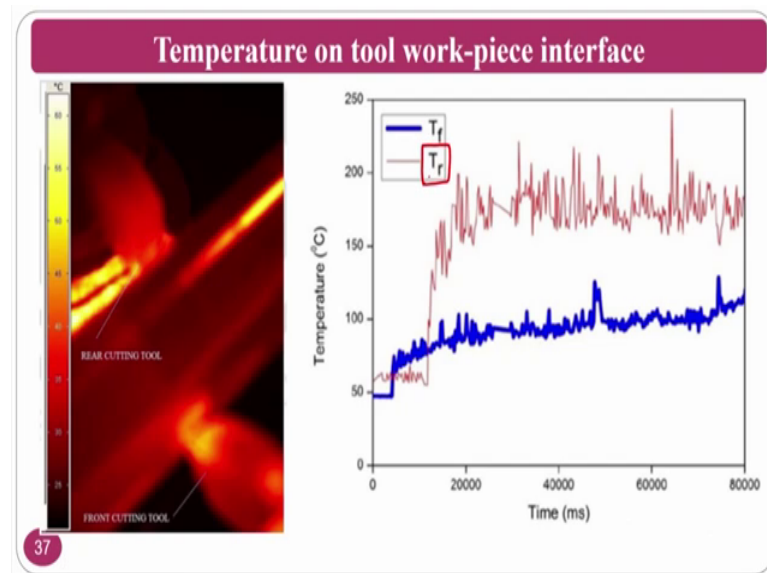 Temperature on tool work-piece interface
°C
REAR CUTTING TOOL
FRONT CUTTING TOOL
250
200
150
100
50
0
Temperature (°C)
Tf
Tr
0 20000 40000 60000 80000
Time (ms)
37